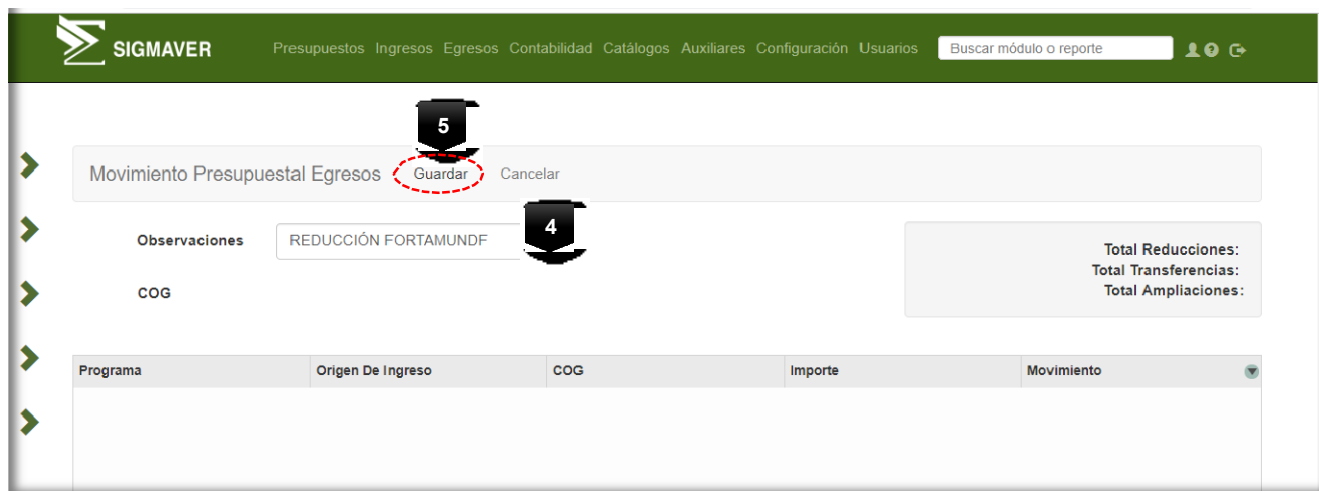 SIGMAVER Presupuestos Ingresos Egresos Contabilidad Catálogos Auxiliares Configuración Usuarios Buscar módulo o reporte
5
Movimiento Presupuestal Egresos Guardar Cancelar
4
Observaciones REDUCCIÓN FORTAMUNDF
Total Reducciones:
Total Transferencias:
COG Total Ampliaciones:
Programa Origen De Ingreso COG Importe Movimiento